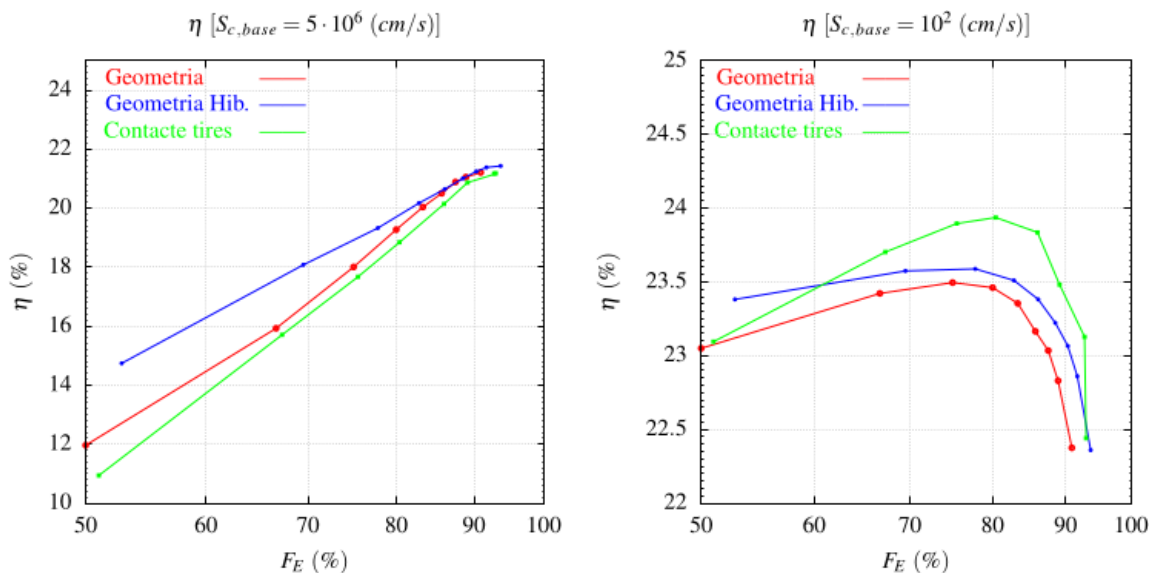 η [S_{c,base} = 5 · 10^6 (cm/s)]
Geometria
Geometria Hib.
Contacte tires
24
22
20
18
16
14
12
10
η (%)
50 60 70 80 90 100
F_E (%)
η [S_{c,base} = 10^2 (cm/s)]
Geometria
Geometria Hib.
Contacte tires
25
24.5
24
23.5
23
22.5
22
η (%)
50 60 70 80 90 100
F_E (%)